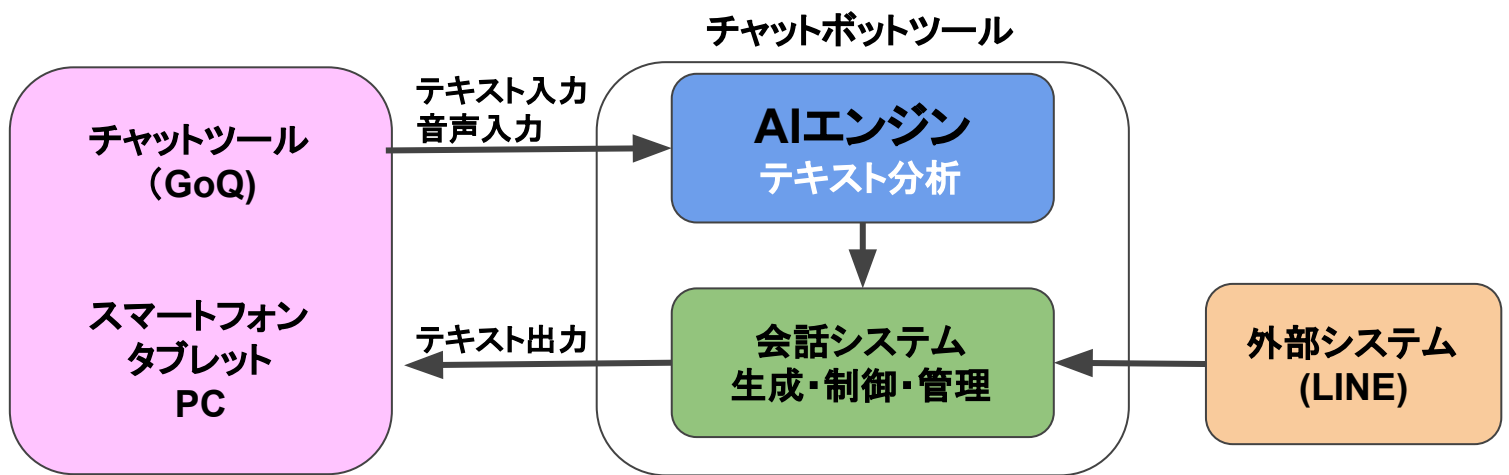 チャットボットツール
チャットツール
（GoQ)
スマートフォン
タブレット
PC
テキスト入力
音声入力
AIエンジン
テキスト分析
テキスト出力
会話システム
生成・制御・管理
外部システム
(LINE)